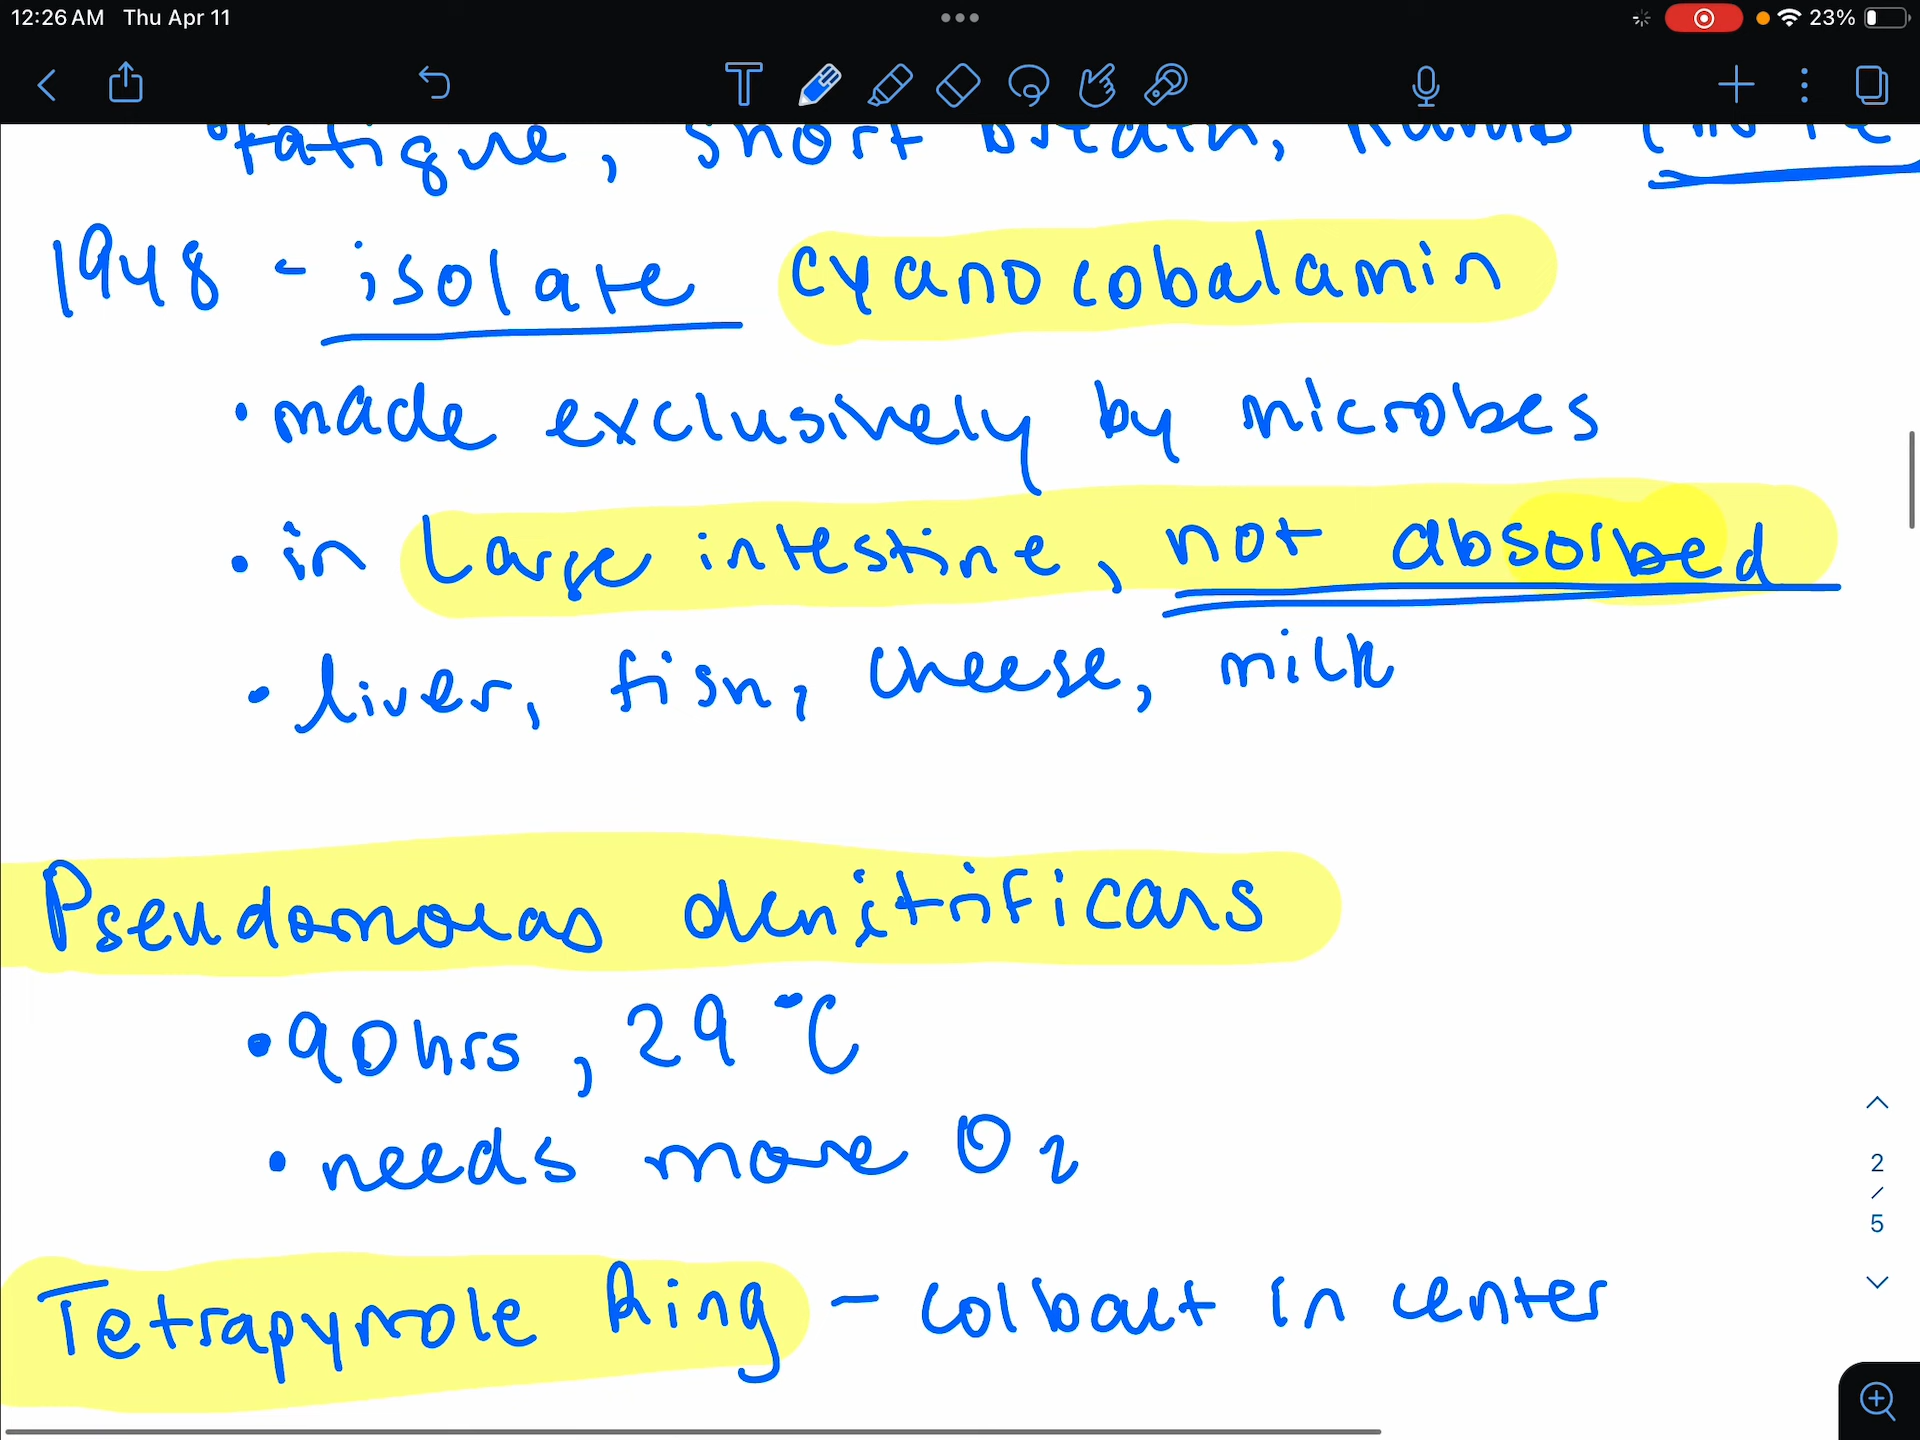 12:26 AM Thu Apr 11 23%
•fatigue, short breath,
1948 - isolate cyanocobalamin
• made exclusively by microbes
• in Large intestine, not absorbed
• liver, fish, cheese, milk
Pseudomonas denitrificans
• 90hrs, 29 °C
• needs more O2
2
/
5
Tetrapyrrole Ring - colbalt in center